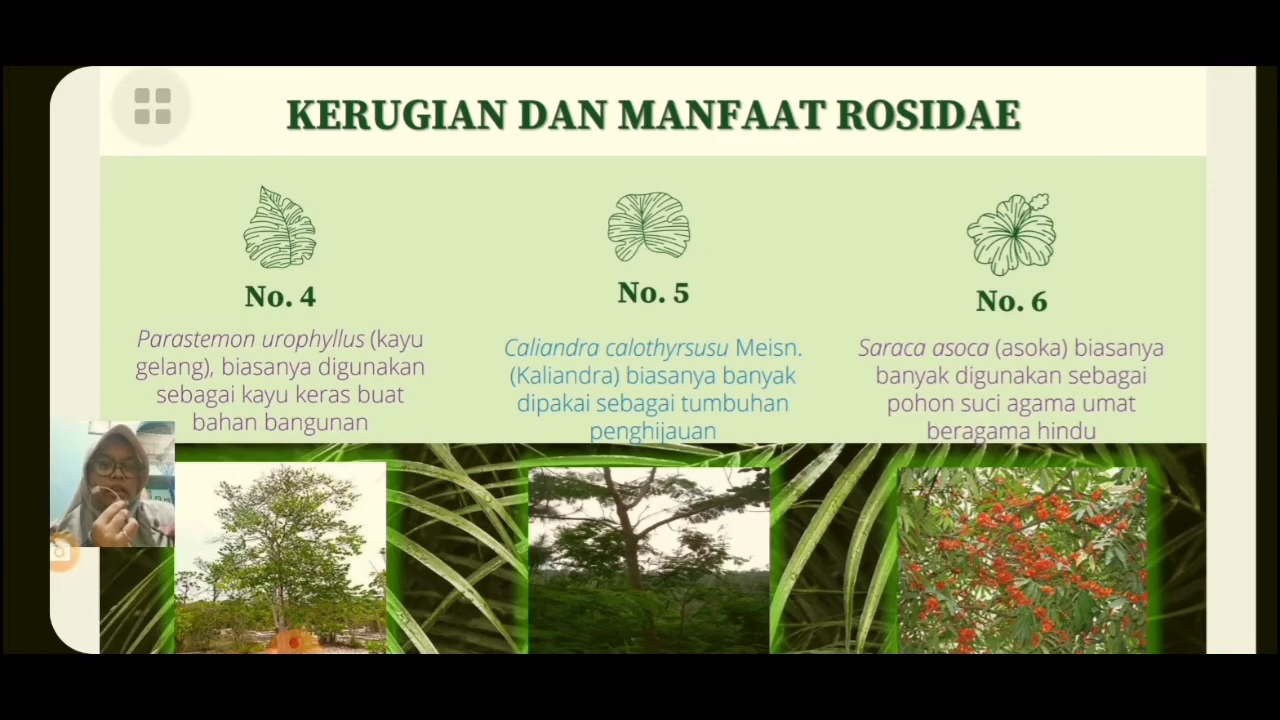 KERUGIAN DAN MANFAAT ROSIDAE
No. 4
Parastemon urophyllus (kayu
gelang), biasanya digunakan
sebagai kayu keras buat
bahan bangunan
No. 5
Caliandra calothyrsusu Meisn.
(Kaliandra) biasanya banyak
dipakai sebagai tumbuhan
penghijauan
No. 6
Saraca asoca (asoka) biasanya
banyak digunakan sebagai
pohon suci agama umat
beragama hindu